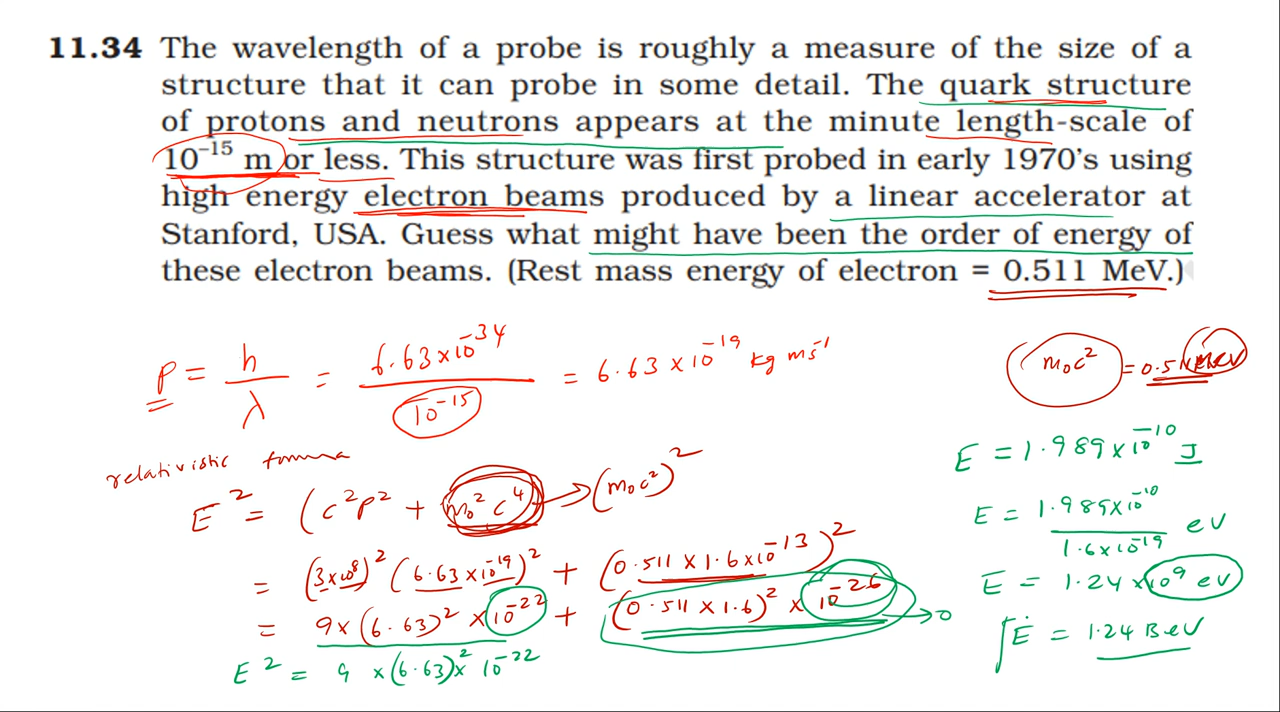 11.34 The wavelength of a probe is roughly a measure of the size of a
structure that it can probe in some detail. The quark structure
of protons and neutrons appears at the minute length-scale of
10⁻¹⁵ m or less. This structure was first probed in early 1970's using
high energy electron beams produced by a linear accelerator at
Stanford, USA. Guess what might have been the order of energy of
these electron beams. (Rest mass energy of electron = 0.511 MeV.)
P = h/λ = 6.63 × 10⁻³⁴ / 10⁻¹⁵ = 6.63 × 10⁻¹⁹ kg ms⁻¹
relativistic formula
E² = (c²p² + m₀²c⁴ → (m₀c²)²
= (3×10⁸)² (6.63 × 10⁻¹⁹)² + (0.511 × 1.6 × 10⁻¹³)²
= 9 × (6.63)² × 10⁻²² + (0.511 × 1.6)² × 10⁻²⁶ → 0
E² = 9 × (6.63)² × 10⁻²²
m₀c² = 0.511 MeV
E = 1.989 × 10⁻¹⁰ J
E = 1.989 × 10⁻¹⁰ / 1.6 × 10⁻¹⁹ eV
E = 1.24 × 10⁹ eV
E = 1.24 BeV